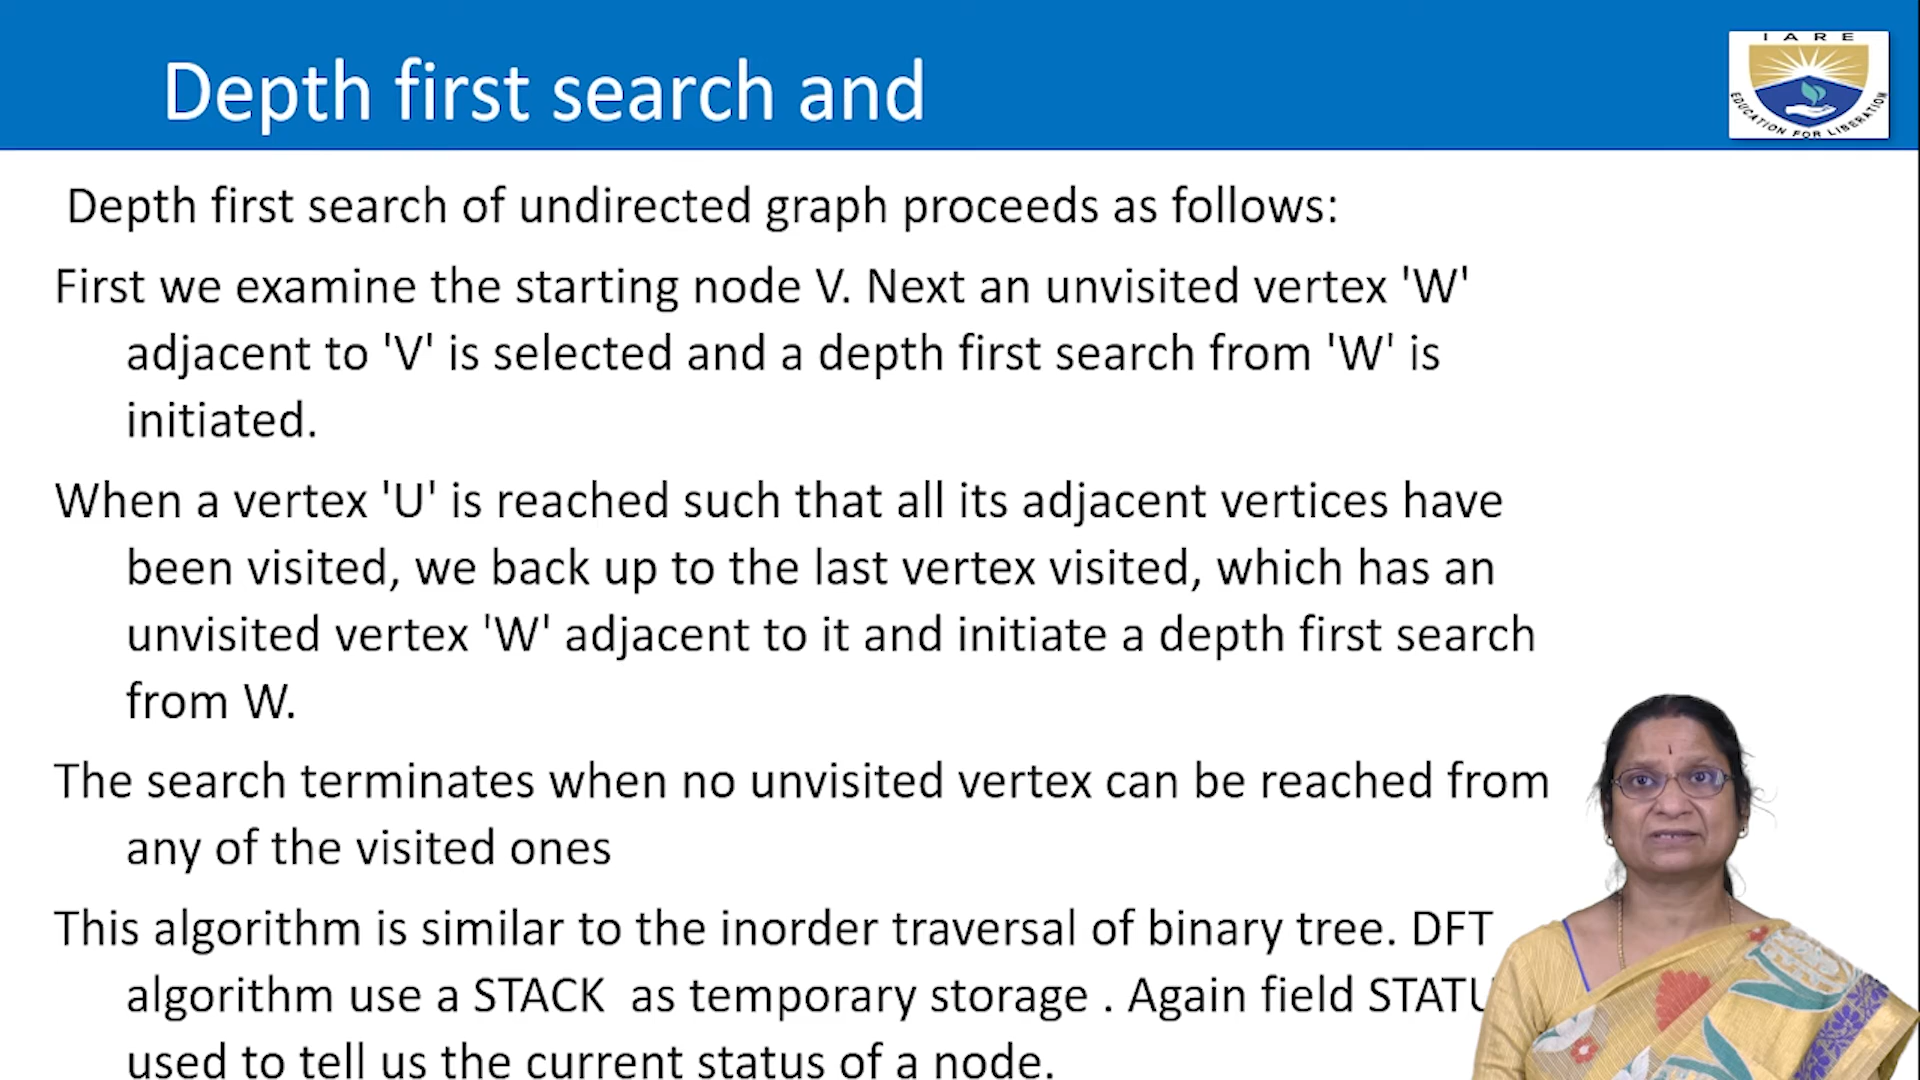 Depth first search and
I A R E
EDUCATION FOR LIBERATION
Depth first search of undirected graph proceeds as follows:
First we examine the starting node V. Next an unvisited vertex 'W'
adjacent to 'V' is selected and a depth first search from 'W' is
initiated.
When a vertex 'U' is reached such that all its adjacent vertices have
been visited, we back up to the last vertex visited, which has an
unvisited vertex 'W' adjacent to it and initiate a depth first search
from W.
The search terminates when no unvisited vertex can be reached from
any of the visited ones
This algorithm is similar to the inorder traversal of binary tree. DFT
algorithm use a STACK as temporary storage . Again field
used to tell us the current status of a node.